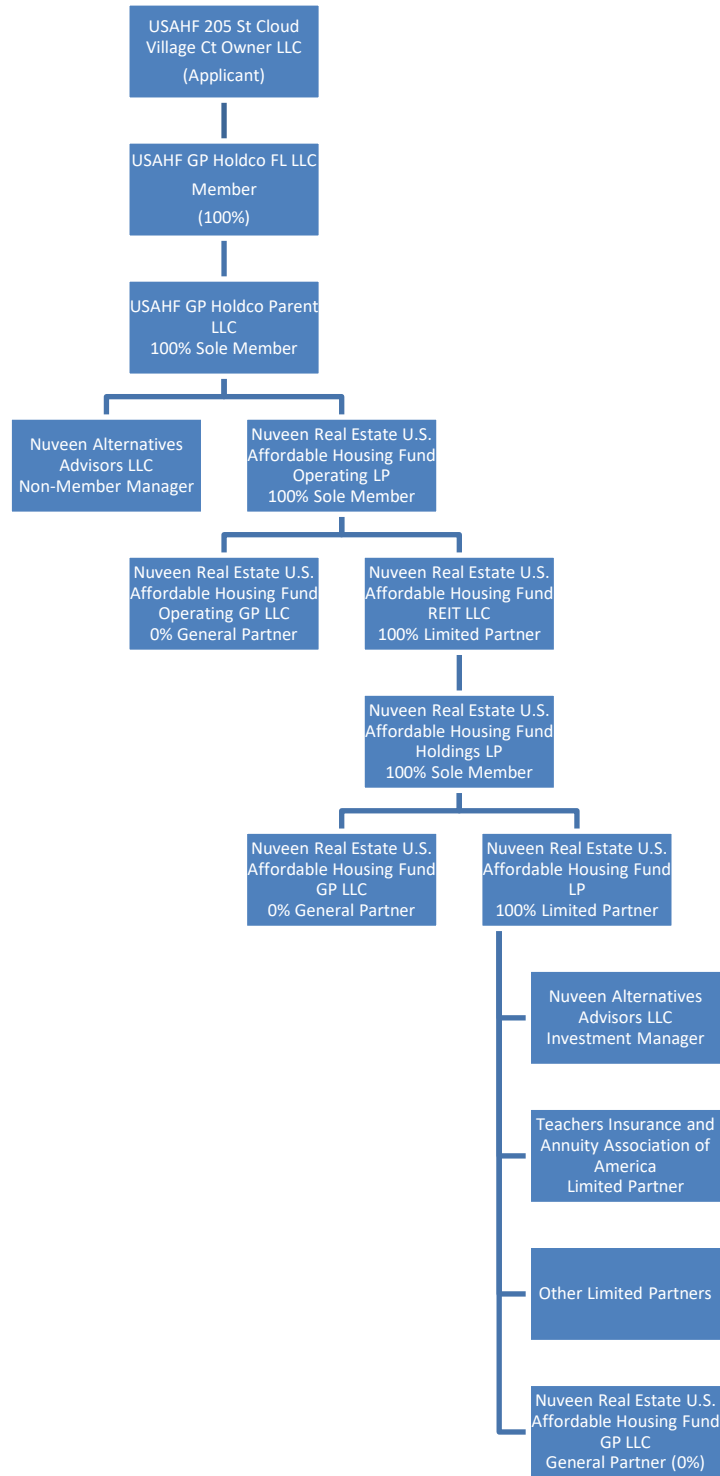 USAHF 205 St Cloud
Village Ct Owner LLC
(Applicant)
USAHF GP Holdco FL LLC
Member
(100%)
USAHF GP Holdco Parent
LLC
100% Sole Member
Nuveen Alternatives
Advisors LLC
Non-Member Manager
Nuveen Real Estate U.S.
Affordable Housing Fund
Operating LP
100% Sole Member
Nuveen Real Estate U.S.
Affordable Housing Fund
Operating GP LLC
0% General Partner
Nuveen Real Estate U.S.
Affordable Housing Fund
REIT LLC
100% Limited Partner
Nuveen Real Estate U.S.
Affordable Housing Fund
Holdings LP
100% Sole Member
Nuveen Real Estate U.S.
Affordable Housing Fund
GP LLC
0% General Partner
Nuveen Real Estate U.S.
Affordable Housing Fund
LP
100% Limited Partner
Nuveen Alternatives
Advisors LLC
Investment Manager
Teachers Insurance and
Annuity Association of
America
Limited Partner
Other Limited Partners
Nuveen Real Estate U.S.
Affordable Housing Fund
GP LLC
General Partner (0%)